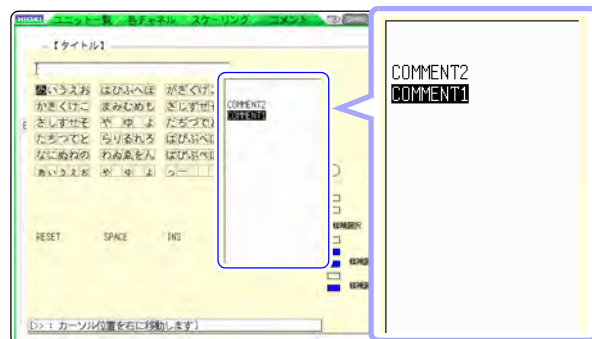 HIOKI ユニット一覧 各チャネル スケーリング コメント
【タイトル】
あいうえお はひふへほ がぎぐげご
かきくけこ まみむめも ざじずぜぞ
さしすせそ や ゆ よ だぢづでど
たちつてと らりるれろ ばびぶべぼ
なにぬねの わゐゑをん ぱぴぷぺぽ
ぁぃぅぇぉ ゃ ゅ ょ っー
RESET SPACE INS
COMMENT2
COMMENT1
[>> : カーソル位置を右に移動します]
COMMENT2
COMMENT1